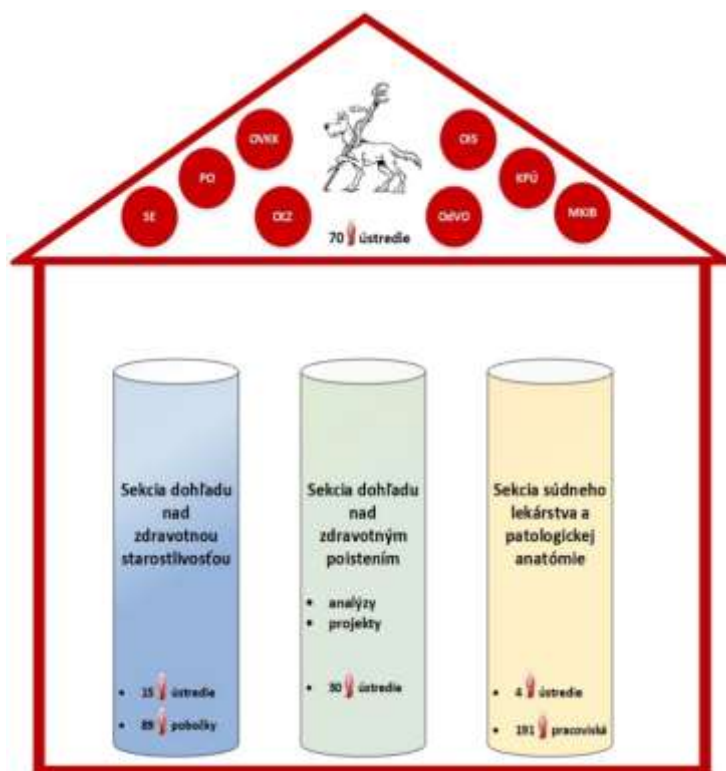 OVKK
OIS
PO
KPÚ
SE
OLZ
OdVO
MKIB
70 ústredie
Sekcia dohľadu
nad
zdravotnou
starostlivosťou
• 15 ústredie
• 89 pobočky
Sekcia dohľadu
nad
zdravotným
poistením
• analýzy
• projekty
• 30 ústredie
Sekcia súdneho
lekárstva a
patologickej
anatómie
• 4 ústredie
• 191 pracoviská